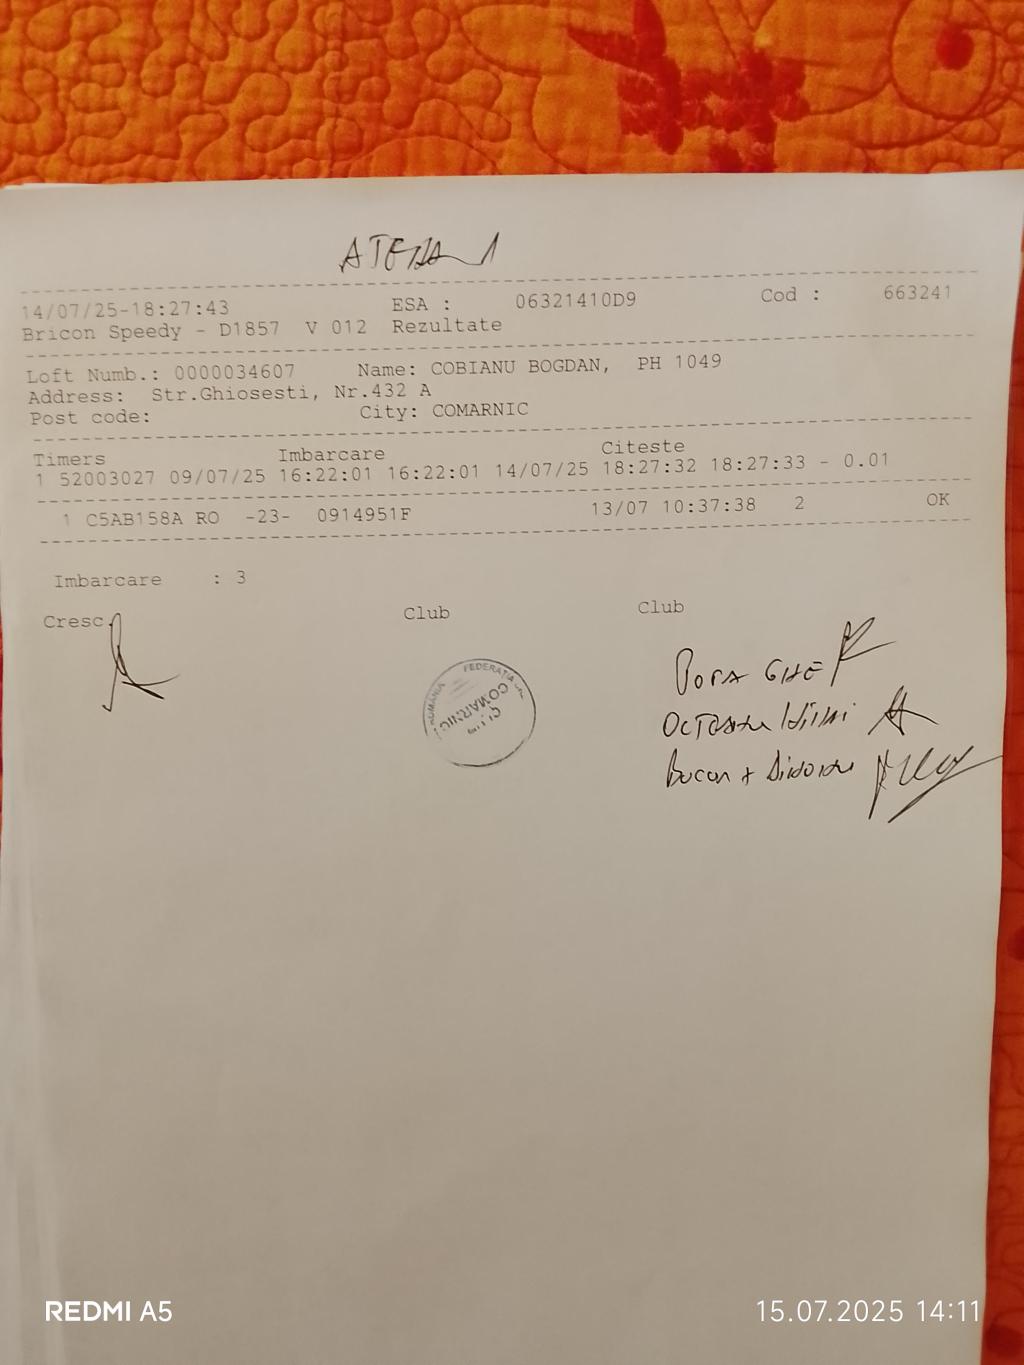 ATENA 1
14/07/25-18:27:43 ESA : 06321410D9 Cod : 663241
Bricon Speedy - D1857 V 012 Rezultate
Loft Numb.: 0000034607 Name: COBIANU BOGDAN, PH 1049
Address: Str.Ghiosesti, Nr.432 A
Post code: City: COMARNIC
Timers Imbarcare Citeste
1 52003027 09/07/25 16:22:01 16:22:01 14/07/25 18:27:32 18:27:33 - 0.01
1 C5AB158A RO -23- 0914951F 13/07 10:37:38 2 OK
Imbarcare : 3
Cresc. Club Club
ROMANIA FEDERATIA
COMARNIC
POPA GHE
REDMI A5 15.07.2025 14:11